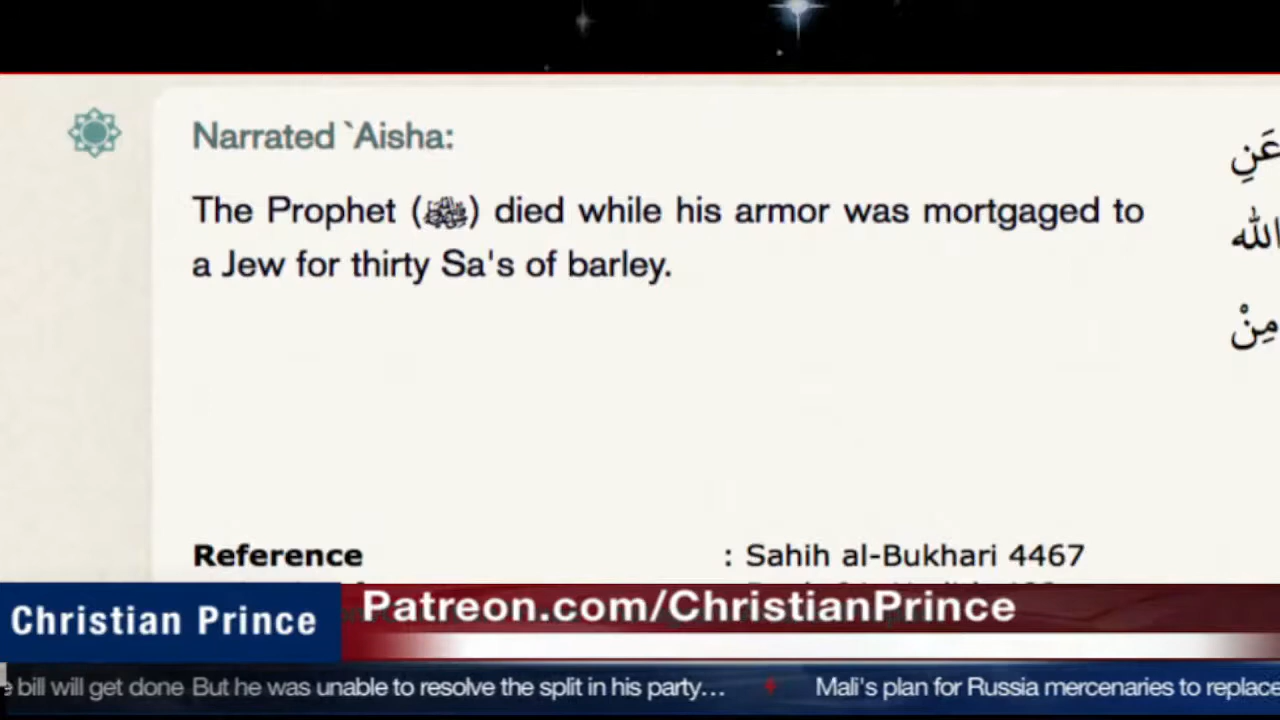 Narrated `Aisha:
The Prophet (ﷺ) died while his armor was mortgaged to
a Jew for thirty Sa's of barley.
عَنِ
الله
مِنْ
Reference : Sahih al-Bukhari 4467
Christian Prince
Patreon.com/ChristianPrince
bill will get done But he was unable to resolve the split in his party... Mali's plan for Russia mercenaries to replace